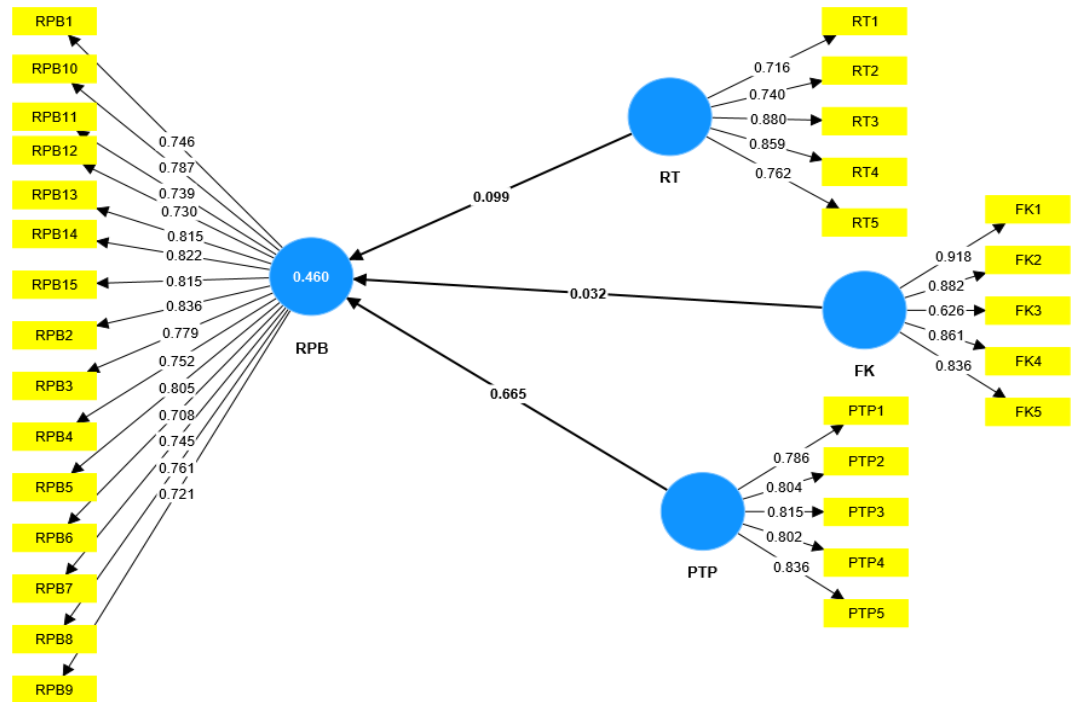 RPB1
RPB10
RPB11
RPB12
RPB13
RPB14
RPB15
RPB2
RPB3
RPB4
RPB5
RPB6
RPB7
RPB8
RPB9
0.746
0.787
0.739
0.730
0.815
0.822
0.815
0.836
0.779
0.752
0.805
0.708
0.745
0.761
0.721
0.460
RPB
0.099
0.032
0.665
RT
0.716
0.740
0.880
0.859
0.762
RT1
RT2
RT3
RT4
RT5
FK
0.918
0.882
0.626
0.861
0.836
FK1
FK2
FK3
FK4
FK5
PTP
0.786
0.804
0.815
0.802
0.836
PTP1
PTP2
PTP3
PTP4
PTP5